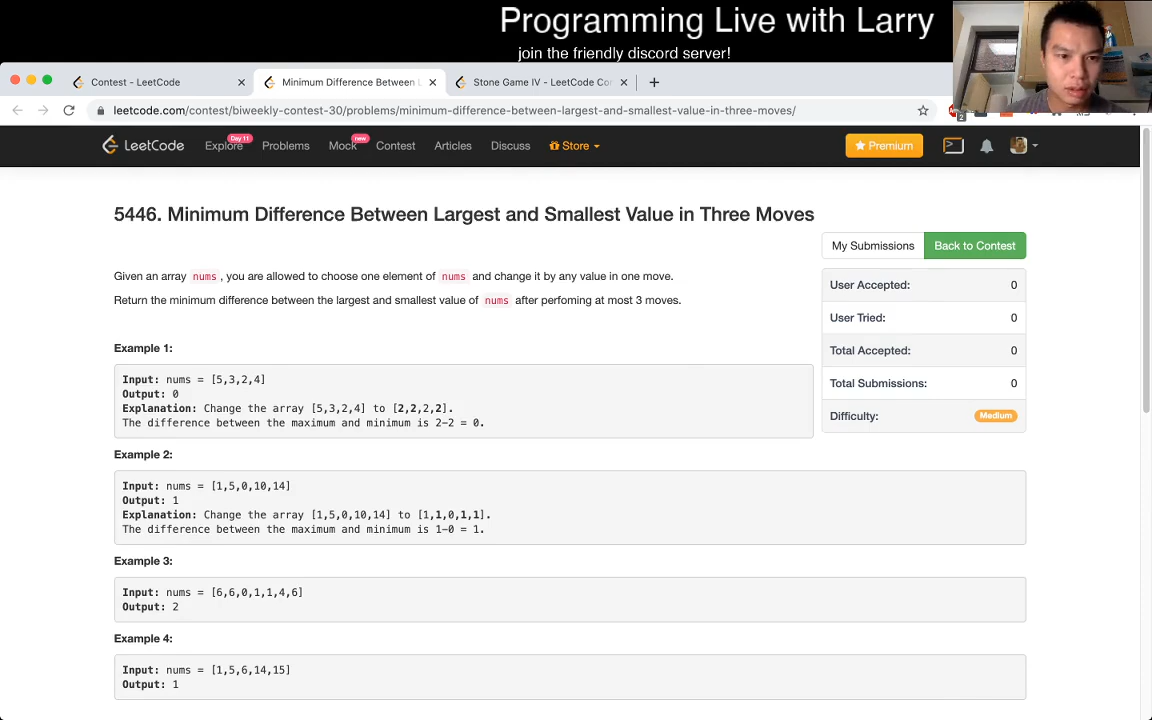 Programming Live with Larry
join the friendly discord server!
Contest - LeetCode
Minimum Difference Between L
Stone Game IV - LeetCode Con
leetcode.com/contest/biweekly-contest-30/problems/minimum-difference-between-largest-and-smallest-value-in-three-moves/
2
LeetCode
Explore
Day 11
Problems
Mock
new
Contest
Articles
Discuss
Store
Premium
5446. Minimum Difference Between Largest and Smallest Value in Three Moves
My Submissions
Back to Contest
Given an array nums, you are allowed to choose one element of nums and change it by any value in one move.
Return the minimum difference between the largest and smallest value of nums after perfoming at most 3 moves.
User Accepted: 0
User Tried: 0
Total Accepted: 0
Total Submissions: 0
Difficulty: Medium
Example 1:
Input: nums = [5,3,2,4]
Output: 0
Explanation: Change the array [5,3,2,4] to [2,2,2,2].
The difference between the maximum and minimum is 2-2 = 0.
Example 2:
Input: nums = [1,5,0,10,14]
Output: 1
Explanation: Change the array [1,5,0,10,14] to [1,1,0,1,1].
The difference between the maximum and minimum is 1-0 = 1.
Example 3:
Input: nums = [6,6,0,1,1,4,6]
Output: 2
Example 4:
Input: nums = [1,5,6,14,15]
Output: 1